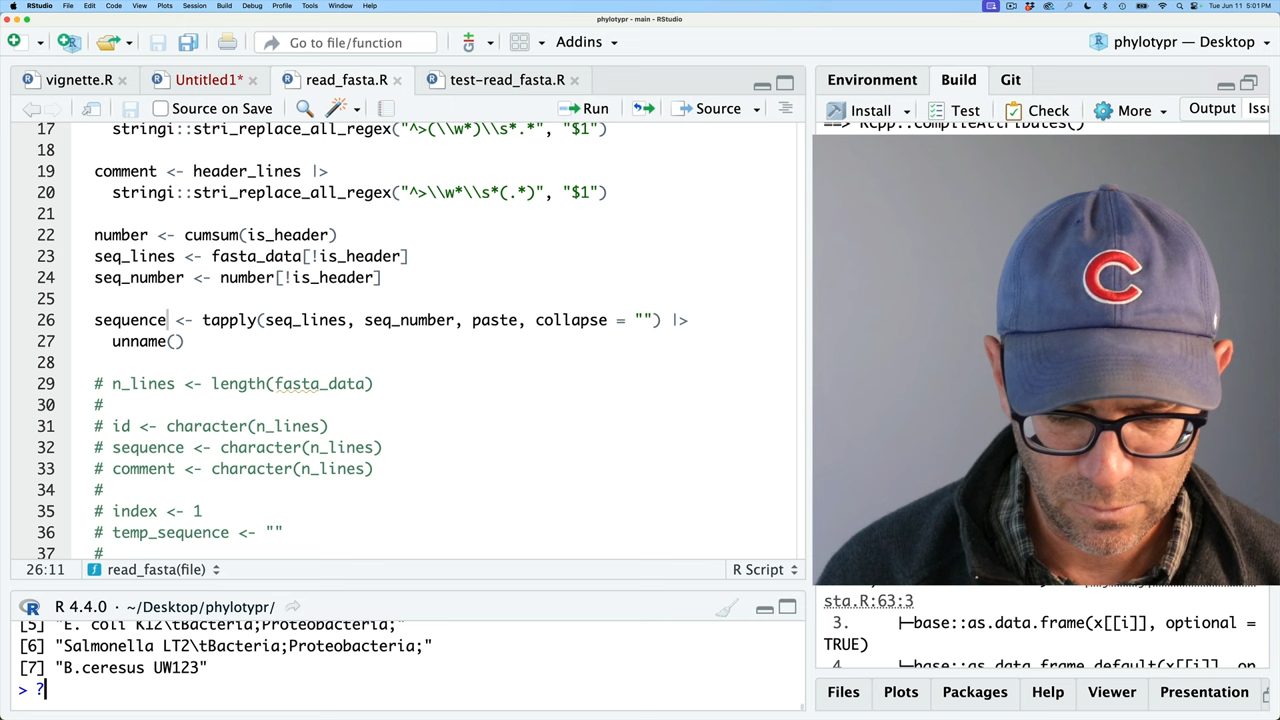 RStudio File Edit Code View Plots Session Build Debug Profile Tools Window Help Tue Jun 11 5:01 PM
phylotypr - main - RStudio
Go to file/function Addins phylotypr — Desktop
vignette.R Untitled1* read_fasta.R test-read_fasta.R
Environment Build Git
Source on Save Run Source
Install Test Check More Output Iss
==> Rcpp::compileAttributes()
17 stringi::stri_replace_all_regex("^>(\\w*)\\s*.*", "$1")
18
19 comment <- header_lines |>
20 stringi::stri_replace_all_regex("^>\\w*\\s*(.*)", "$1")
21
22 number <- cumsum(is_header)
23 seq_lines <- fasta_data[!is_header]
24 seq_number <- number[!is_header]
25
26 sequence <- tapply(seq_lines, seq_number, paste, collapse = "") |>
27 unname()
28
29 # n_lines <- length(fasta_data)
30 #
31 # id <- character(n_lines)
32 # sequence <- character(n_lines)
33 # comment <- character(n_lines)
34 #
35 # index <- 1
36 # temp_sequence <- ""
37 #
26:11 read_fasta(file) R Script
C
R 4.4.0 · ~/Desktop/phylotypr/
[5] "E. coli K12\tBacteria;Proteobacteria;"
[6] "Salmonella LT2\tBacteria;Proteobacteria;"
[7] "B.ceresus UW123"
> ?
sta.R:63:3
3. ├─base::as.data.frame(x[[i]], optional =
TRUE)
4. ├─base::as.data.frame.default(x[[i]], op
Files Plots Packages Help Viewer Presentation